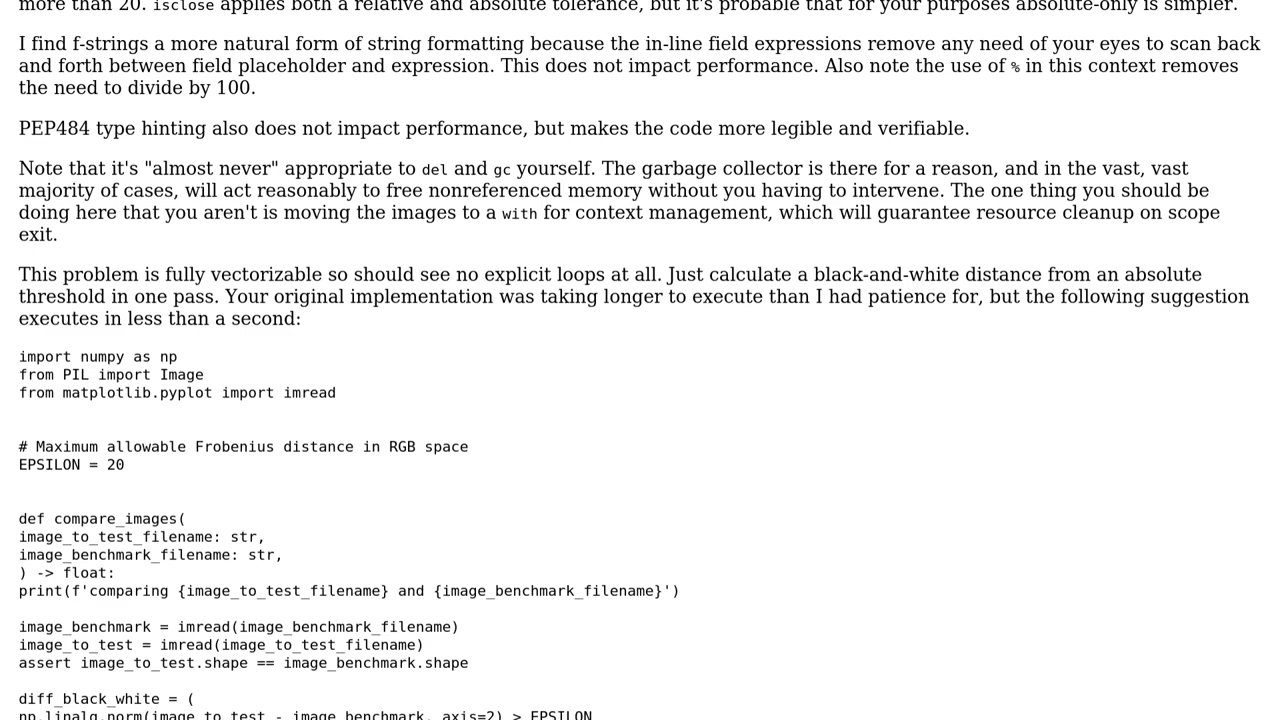 more than 20. isclose applies both a relative and absolute tolerance, but it's probable that for your purposes absolute-only is simpler.
I find f-strings a more natural form of string formatting because the in-line field expressions remove any need of your eyes to scan back
and forth between field placeholder and expression. This does not impact performance. Also note the use of % in this context removes
the need to divide by 100.
PEP484 type hinting also does not impact performance, but makes the code more legible and verifiable.
Note that it's "almost never" appropriate to del and gc yourself. The garbage collector is there for a reason, and in the vast, vast
majority of cases, will act reasonably to free nonreferenced memory without you having to intervene. The one thing you should be
doing here that you aren't is moving the images to a with for context management, which will guarantee resource cleanup on scope
exit.
This problem is fully vectorizable so should see no explicit loops at all. Just calculate a black-and-white distance from an absolute
threshold in one pass. Your original implementation was taking longer to execute than I had patience for, but the following suggestion
executes in less than a second:
import numpy as np
from PIL import Image
from matplotlib.pyplot import imread
# Maximum allowable Frobenius distance in RGB space
EPSILON = 20
def compare_images(
image_to_test_filename: str,
image_benchmark_filename: str,
) -> float:
print(f'comparing {image_to_test_filename} and {image_benchmark_filename}')
image_benchmark = imread(image_benchmark_filename)
image_to_test = imread(image_to_test_filename)
assert image_to_test.shape == image_benchmark.shape
diff_black_white = (
np.linalg.norm(image_to_test - image_benchmark, axis=2) > EPSILON